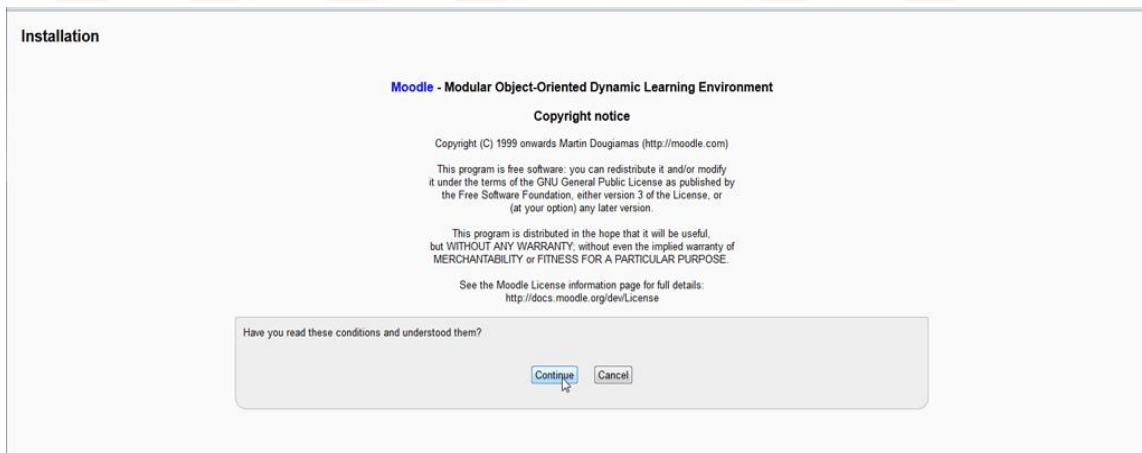 Installation
Moodle - Modular Object-Oriented Dynamic Learning Environment
Copyright notice
Copyright (C) 1999 onwards Martin Dougiamas (http://moodle.com)
This program is free software: you can redistribute it and/or modify
it under the terms of the GNU General Public License as published by
the Free Software Foundation, either version 3 of the License, or
(at your option) any later version.
This program is distributed in the hope that it will be useful,
but WITHOUT ANY WARRANTY; without even the implied warranty of
MERCHANTABILITY or FITNESS FOR A PARTICULAR PURPOSE.
See the Moodle License information page for full details:
http://docs.moodle.org/dev/License
Have you read these conditions and understood them?
Continue Cancel